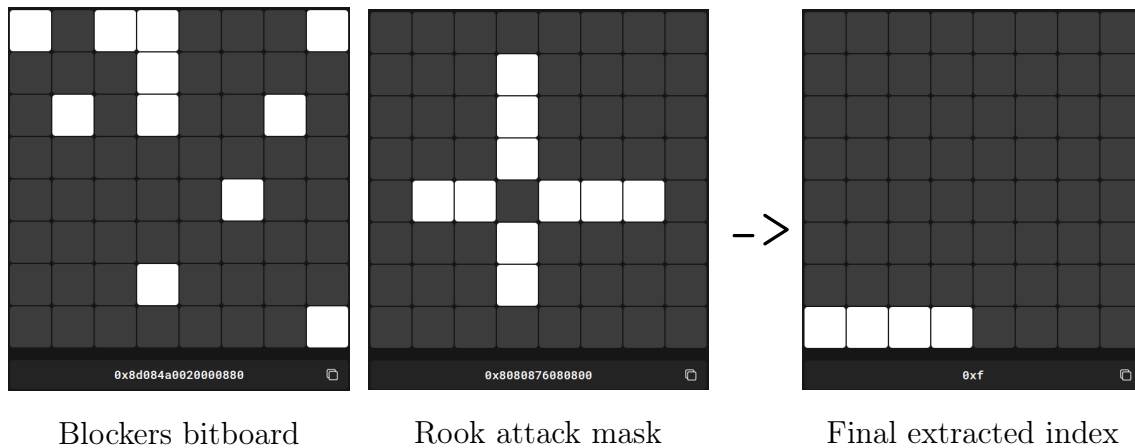 0x8d084a0020000880
0x8080876080800
0xf
Blockers bitboard
Rook attack mask
Final extracted index